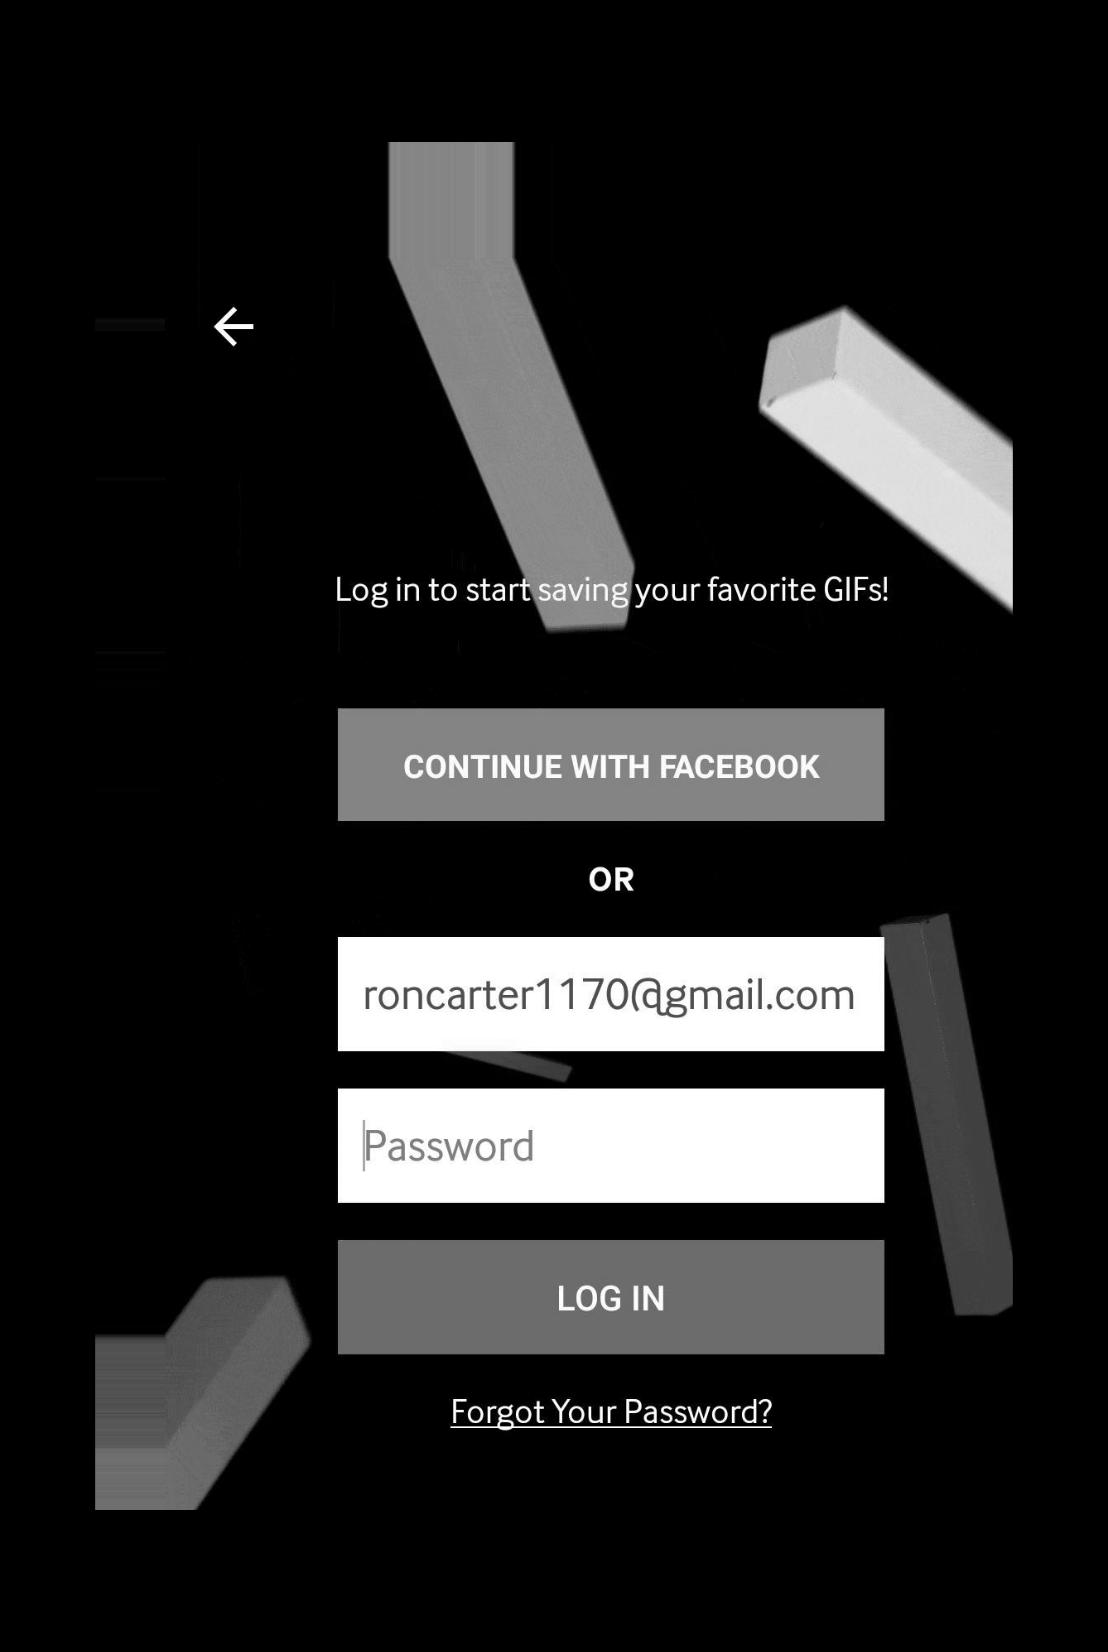 Log in to start saving your favorite GIFs!
CONTINUE WITH FACEBOOK
OR
roncarter1170@gmail.com
Password
LOG IN
Forgot Your Password?